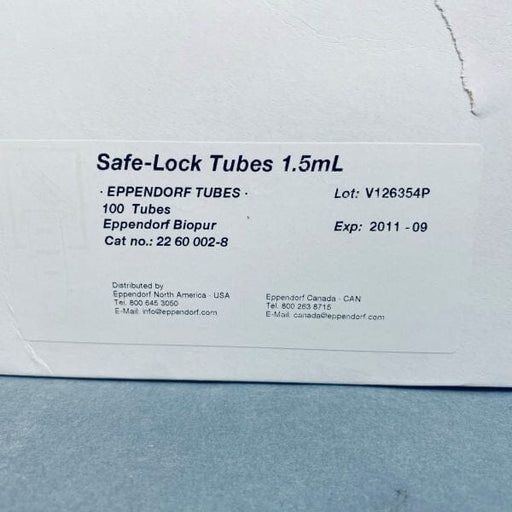 Safe-Lock Tubes 1.5mL
· EPPENDORF TUBES ·
Lot: V126354P
100 Tubes
Eppendorf Biopur
Exp: 2011-09
Cat no.: 22 60 002-8
Distributed by
Eppendorf North America - USA
Tel. 800 645 3050
E-Mail: info@eppendorf.com
Eppendorf Canada - CAN
Tel. 800 263 8715
E-Mail: canada@eppendorf.com